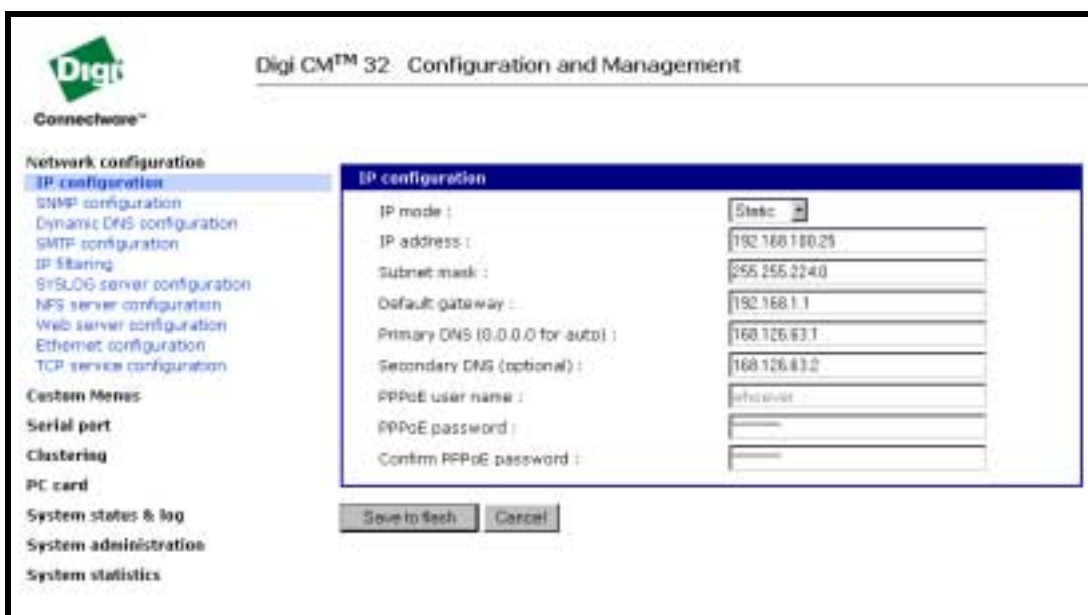 Digi
Digi CM™ 32 Configuration and Management
Connectware™
Network configuration
IP configuration
SNMP configuration
Dynamic DNS configuration
SMTP configuration
IP filtering
SYSLOG server configuration
NFS server configuration
Web server configuration
Ethernet configuration
TCP service configuration
Custom Menus
Serial port
Clustering
PC card
System status & log
System administration
System statistics
IP configuration
IP mode : Static
IP address : 192.168.100.25
Subnet mask : 255.255.224.0
Default gateway : 192.168.1.1
Primary DNS (0.0.0.0 for auto) : 168.126.63.1
Secondary DNS (optional) : 168.126.63.2
PPPoE user name : whoever
PPPoE password :
Confirm PPPoE password :
Save to flash Cancel